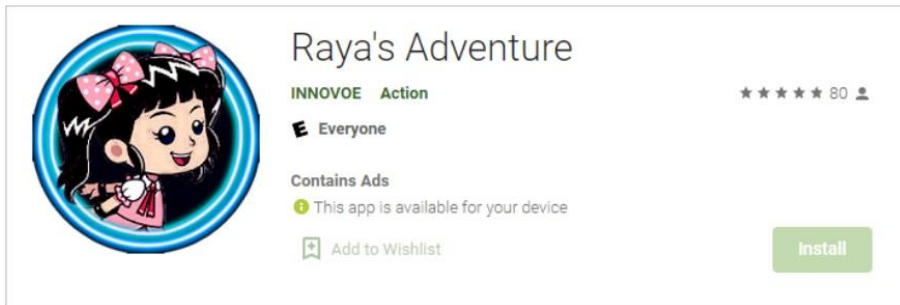 Raya's Adventure
INNOVOE Action 80
E Everyone
Contains Ads
This app is available for your device
Add to Wishlist Install